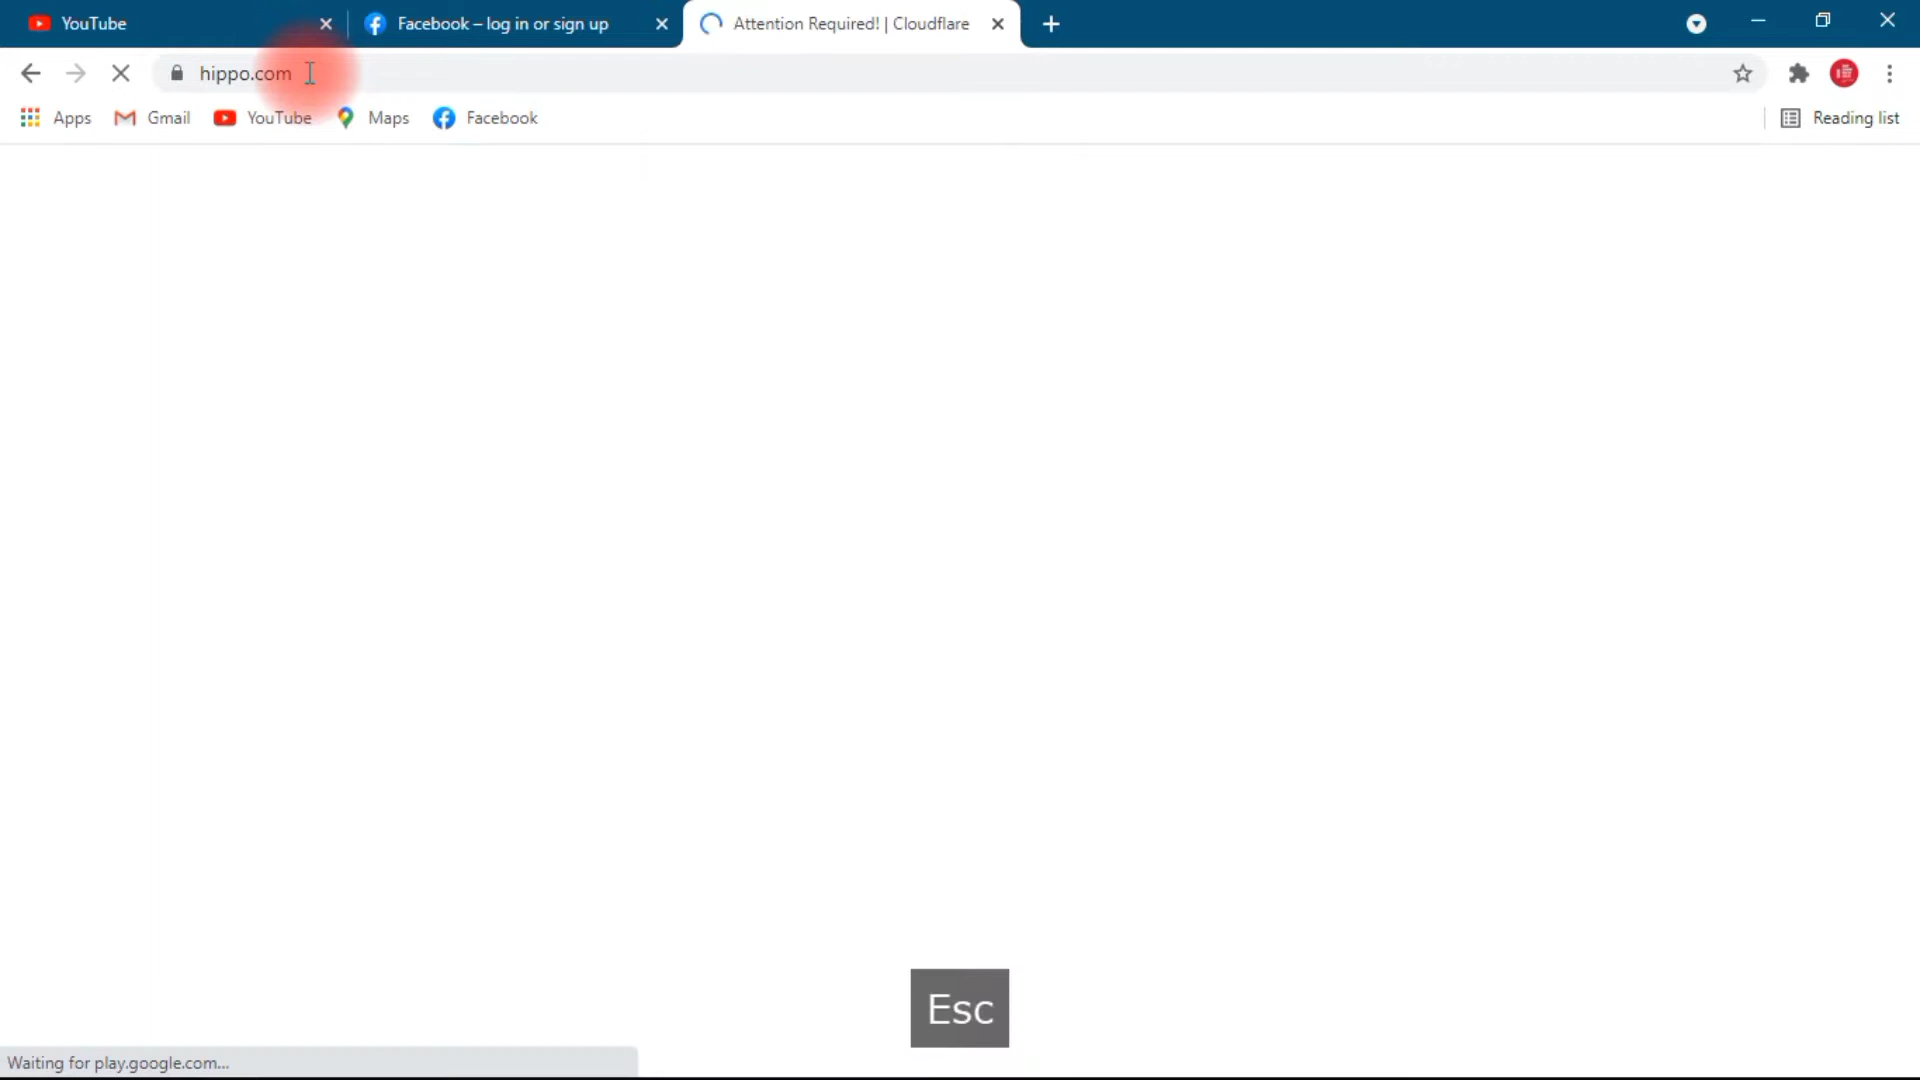 YouTube
Facebook – log in or sign up
Attention Required! | Cloudflare
hippo.com
Apps
Gmail
YouTube
Maps
Facebook
Reading list
Esc
Waiting for play.google.com...